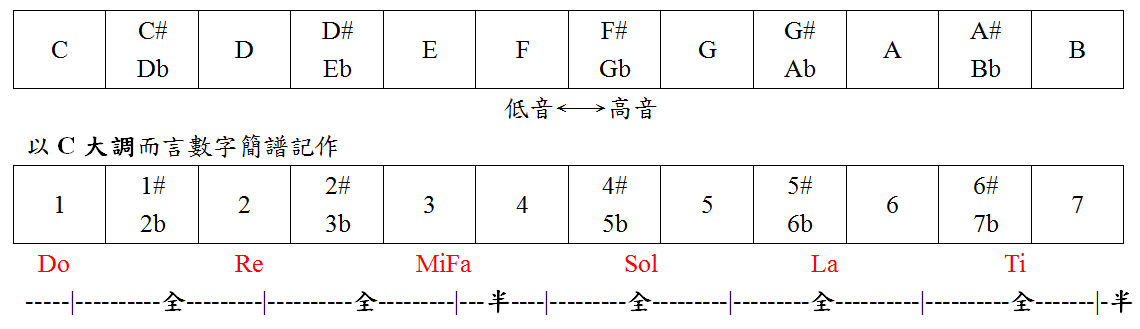 C C# D D# E F F# G G# A A# B
Db Eb Gb Ab Bb
低音⟷高音
以 C 大調而言數字簡譜記作
1 1# 2 2# 3 4 4# 5 5# 6 6# 7
2b 3b 5b 6b 7b
Do Re MiFa Sol La Ti
-----|----------全---------|----------全----------|---半----|----------全---------|---------全----------|----------全-------|-半